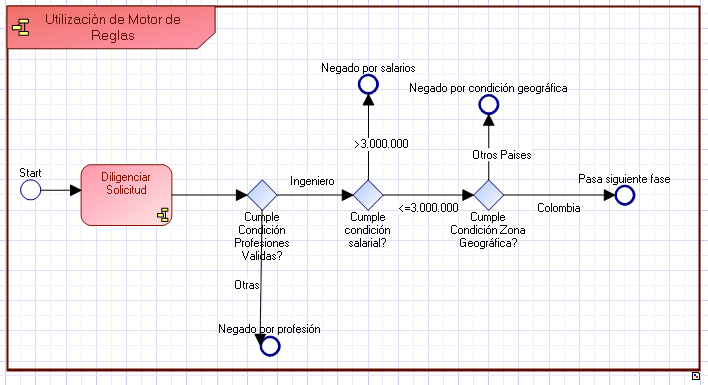 Utilización de Motor de
Reglas
Negado por salarios
Negado por condición geográfica
>3.000.000
Otros Paises
Start
Diligenciar
Solicitud
Ingeniero
Pasa siguiente fase
<=3.000.000
Colombia
Cumple
Condición
Profesiones
Validas?
Cumple
condición
salarial?
Cumple
Condición Zona
Geográfica?
Otras
Negado por profesión